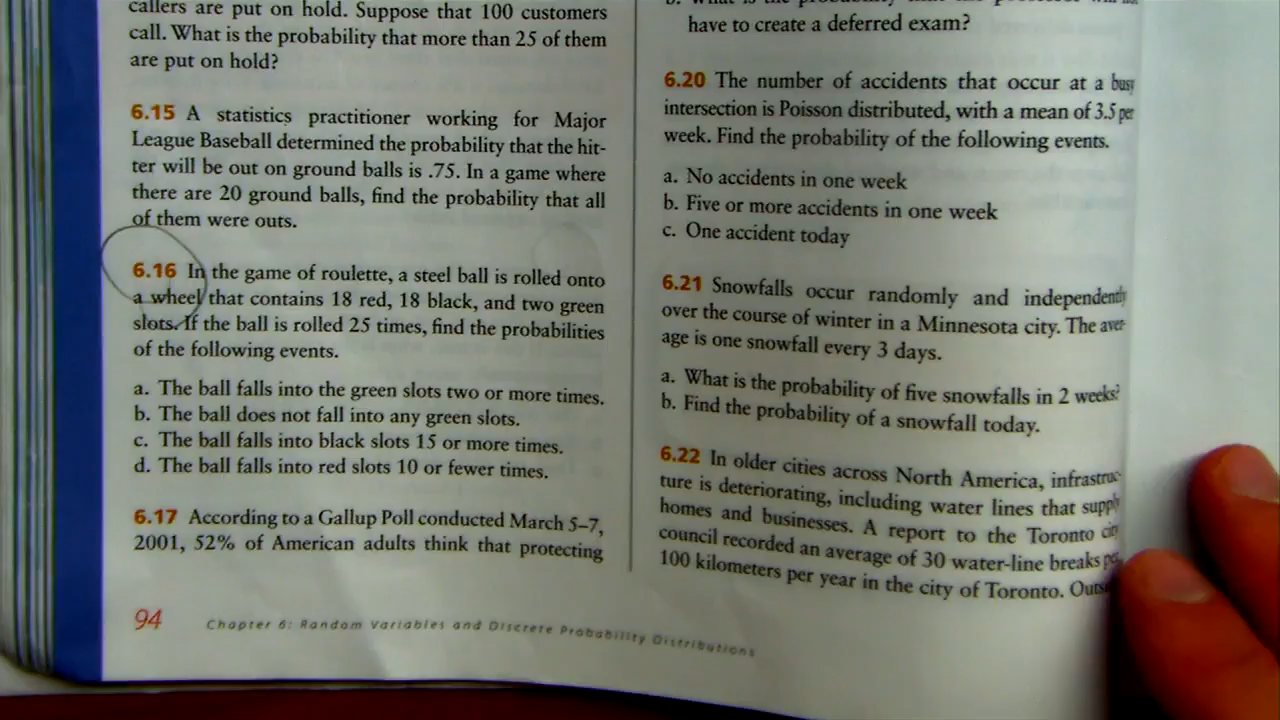 callers are put on hold. Suppose that 100 customers
call. What is the probability that more than 25 of them
are put on hold?
6.15 A statistics practitioner working for Major
League Baseball determined the probability that the hit-
ter will be out on ground balls is .75. In a game where
there are 20 ground balls, find the probability that all
of them were outs.
6.16 In the game of roulette, a steel ball is rolled onto
a wheel that contains 18 red, 18 black, and two green
slots. If the ball is rolled 25 times, find the probabilities
of the following events.
a. The ball falls into the green slots two or more times.
b. The ball does not fall into any green slots.
c. The ball falls into black slots 15 or more times.
d. The ball falls into red slots 10 or fewer times.
6.17 According to a Gallup Poll conducted March 5–7,
2001, 52% of American adults think that protecting
have to create a deferred exam?
6.20 The number of accidents that occur at a busy
intersection is Poisson distributed, with a mean of 3.5 per
week. Find the probability of the following events.
a. No accidents in one week
b. Five or more accidents in one week
c. One accident today
6.21 Snowfalls occur randomly and independently
over the course of winter in a Minnesota city. The aver-
age is one snowfall every 3 days.
a. What is the probability of five snowfalls in 2 weeks?
b. Find the probability of a snowfall today.
6.22 In older cities across North America, infrastruc-
ture is deteriorating, including water lines that supply
homes and businesses. A report to the Toronto city
council recorded an average of 30 water-line breaks per
100 kilometers per year in the city of Toronto.
94 Chapter 6: Random Variables and Discrete Probability Distributions